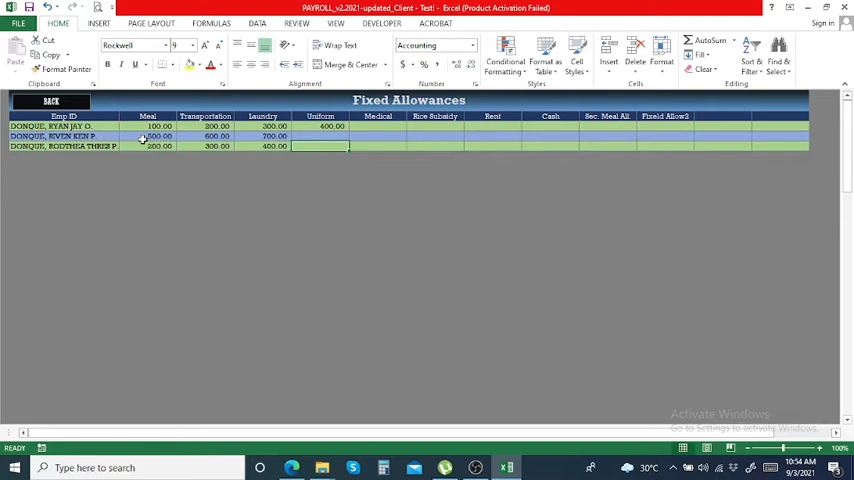 PAYROLL_v2.2021-updated_Client - Test! - Excel (Product Activation Failed)
FILE HOME INSERT PAGE LAYOUT FORMULAS DATA REVIEW VIEW DEVELOPER ACROBAT Sign in
Paste Cut Copy Format Painter
Clipboard
Rockwell 9 A A
B I U A
Font
Wrap Text
Merge & Center
Alignment
Accounting
$ % ,
Number
Conditional Formatting Format as Table Cell Styles
Styles
Insert Delete Format
Cells
AutoSum Fill Clear
Sort & Filter Find & Select
Editing
BACK Fixed Allowances
Emp ID Meal Transportation Laundry Uniform Medical Rice Subsidy Rent Cash Sec. Meal All. Fixeld Allow2
DONQUE, RYAN JAY O. 100.00 200.00 300.00 400.00
DONQUE, RIVEN KEN P. 500.00 600.00 700.00
DONQUE, RODTHEA THRES P. 200.00 300.00 400.00
Activate Windows
Go to Settings to activate Windows.
READY 100%
Type here to search 30°C 10:54 AM
9/3/2021 3